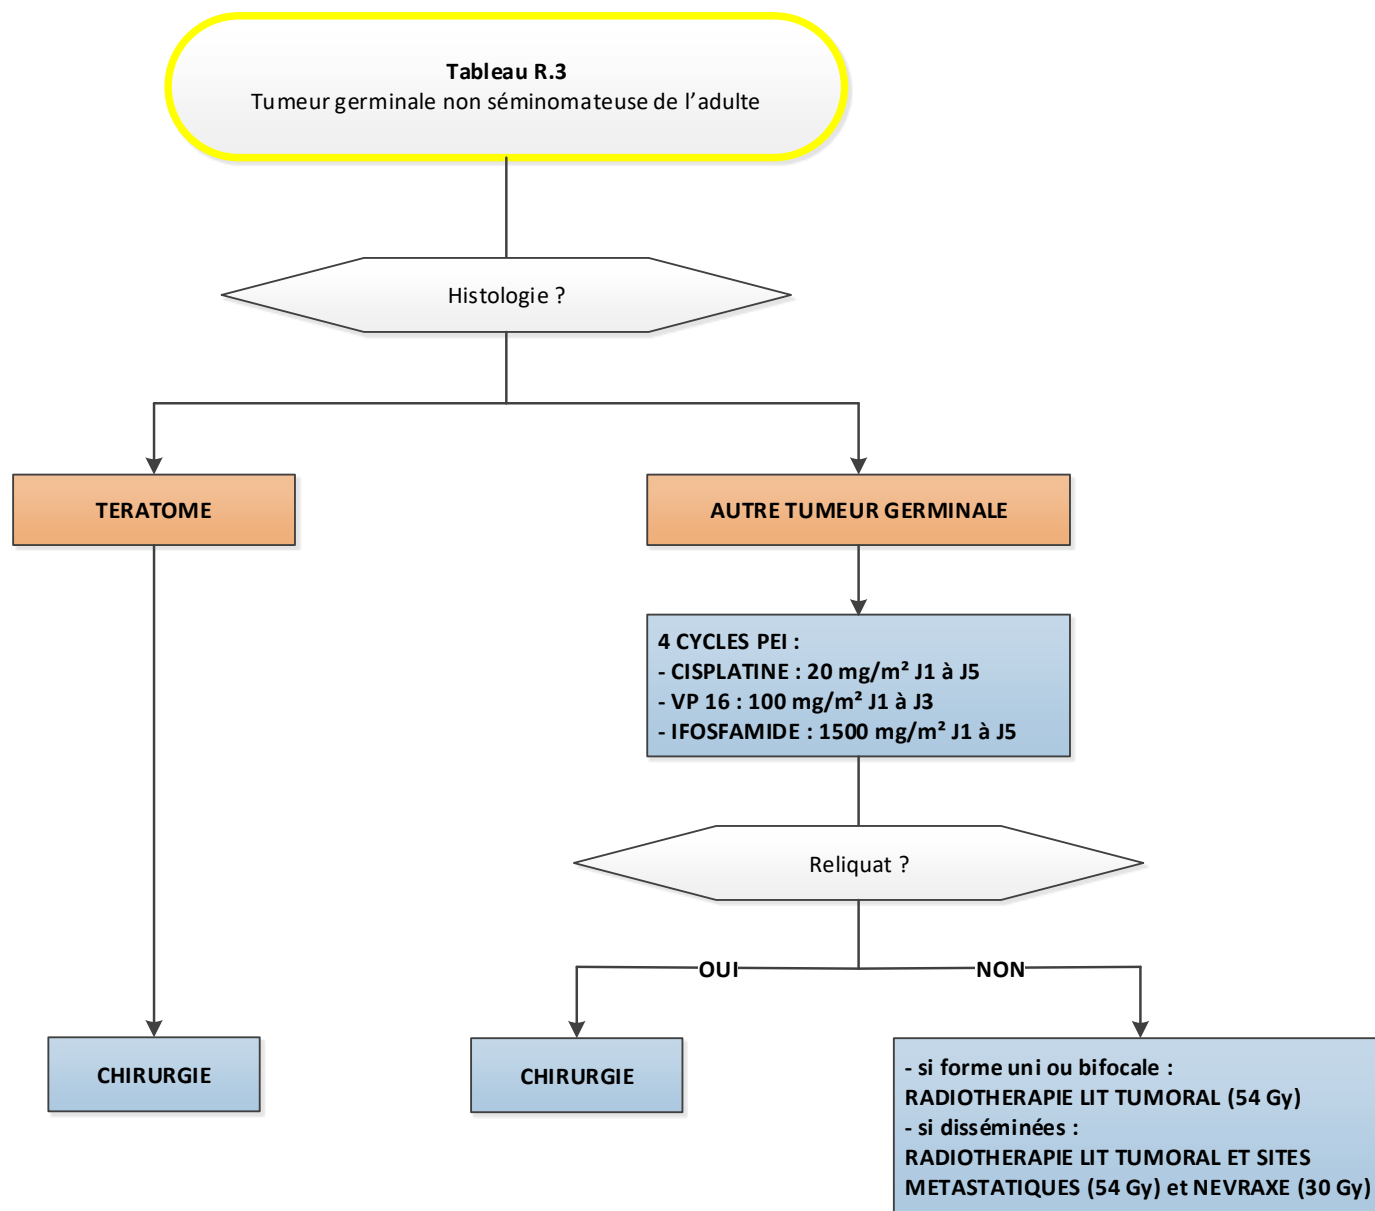 Tableau R.3
Tumeur germinale non séminomateuse de l’adulte
Histologie ?
TERATOME
AUTRE TUMEUR GERMINALE
4 CYCLES PEI :
- CISPLATINE : 20 mg/m² J1 à J5
- VP 16 : 100 mg/m² J1 à J3
- IFOSFAMIDE : 1500 mg/m² J1 à J5
Reliquat ?
OUI
NON
CHIRURGIE
CHIRURGIE
- si forme uni ou bifocale :
RADIOTHERAPIE LIT TUMORAL (54 Gy)
- si disséminées :
RADIOTHERAPIE LIT TUMORAL ET SITES
METASTATIQUES (54 Gy) et NEVRAXE (30 Gy)